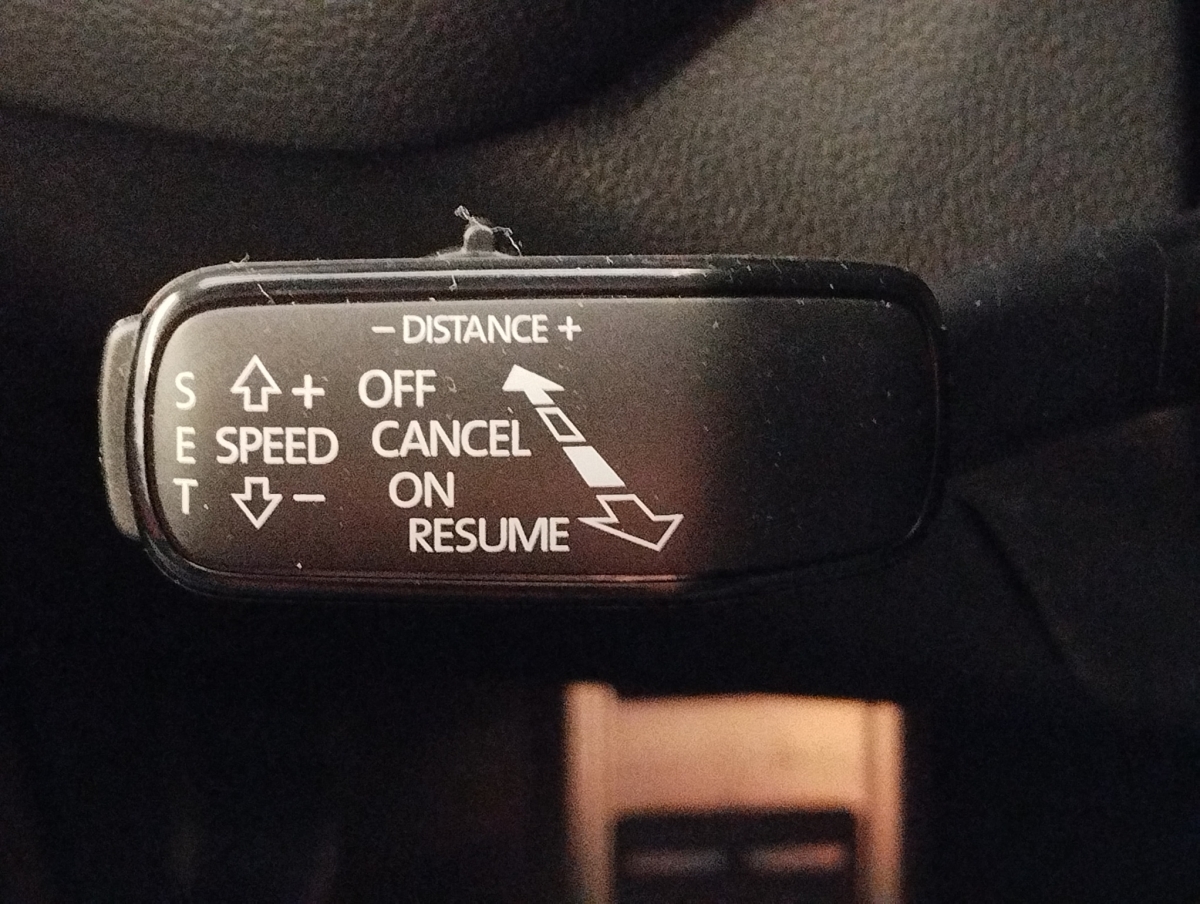 − DISTANCE +
S + OFF
E SPEED CANCEL
T − ON
RESUME